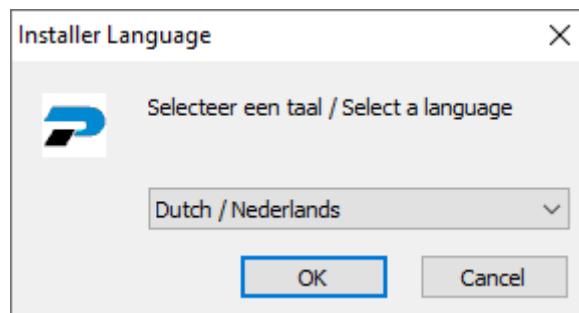 Installer Language
Selecteer een taal / Select a language
Dutch / Nederlands
OK
Cancel